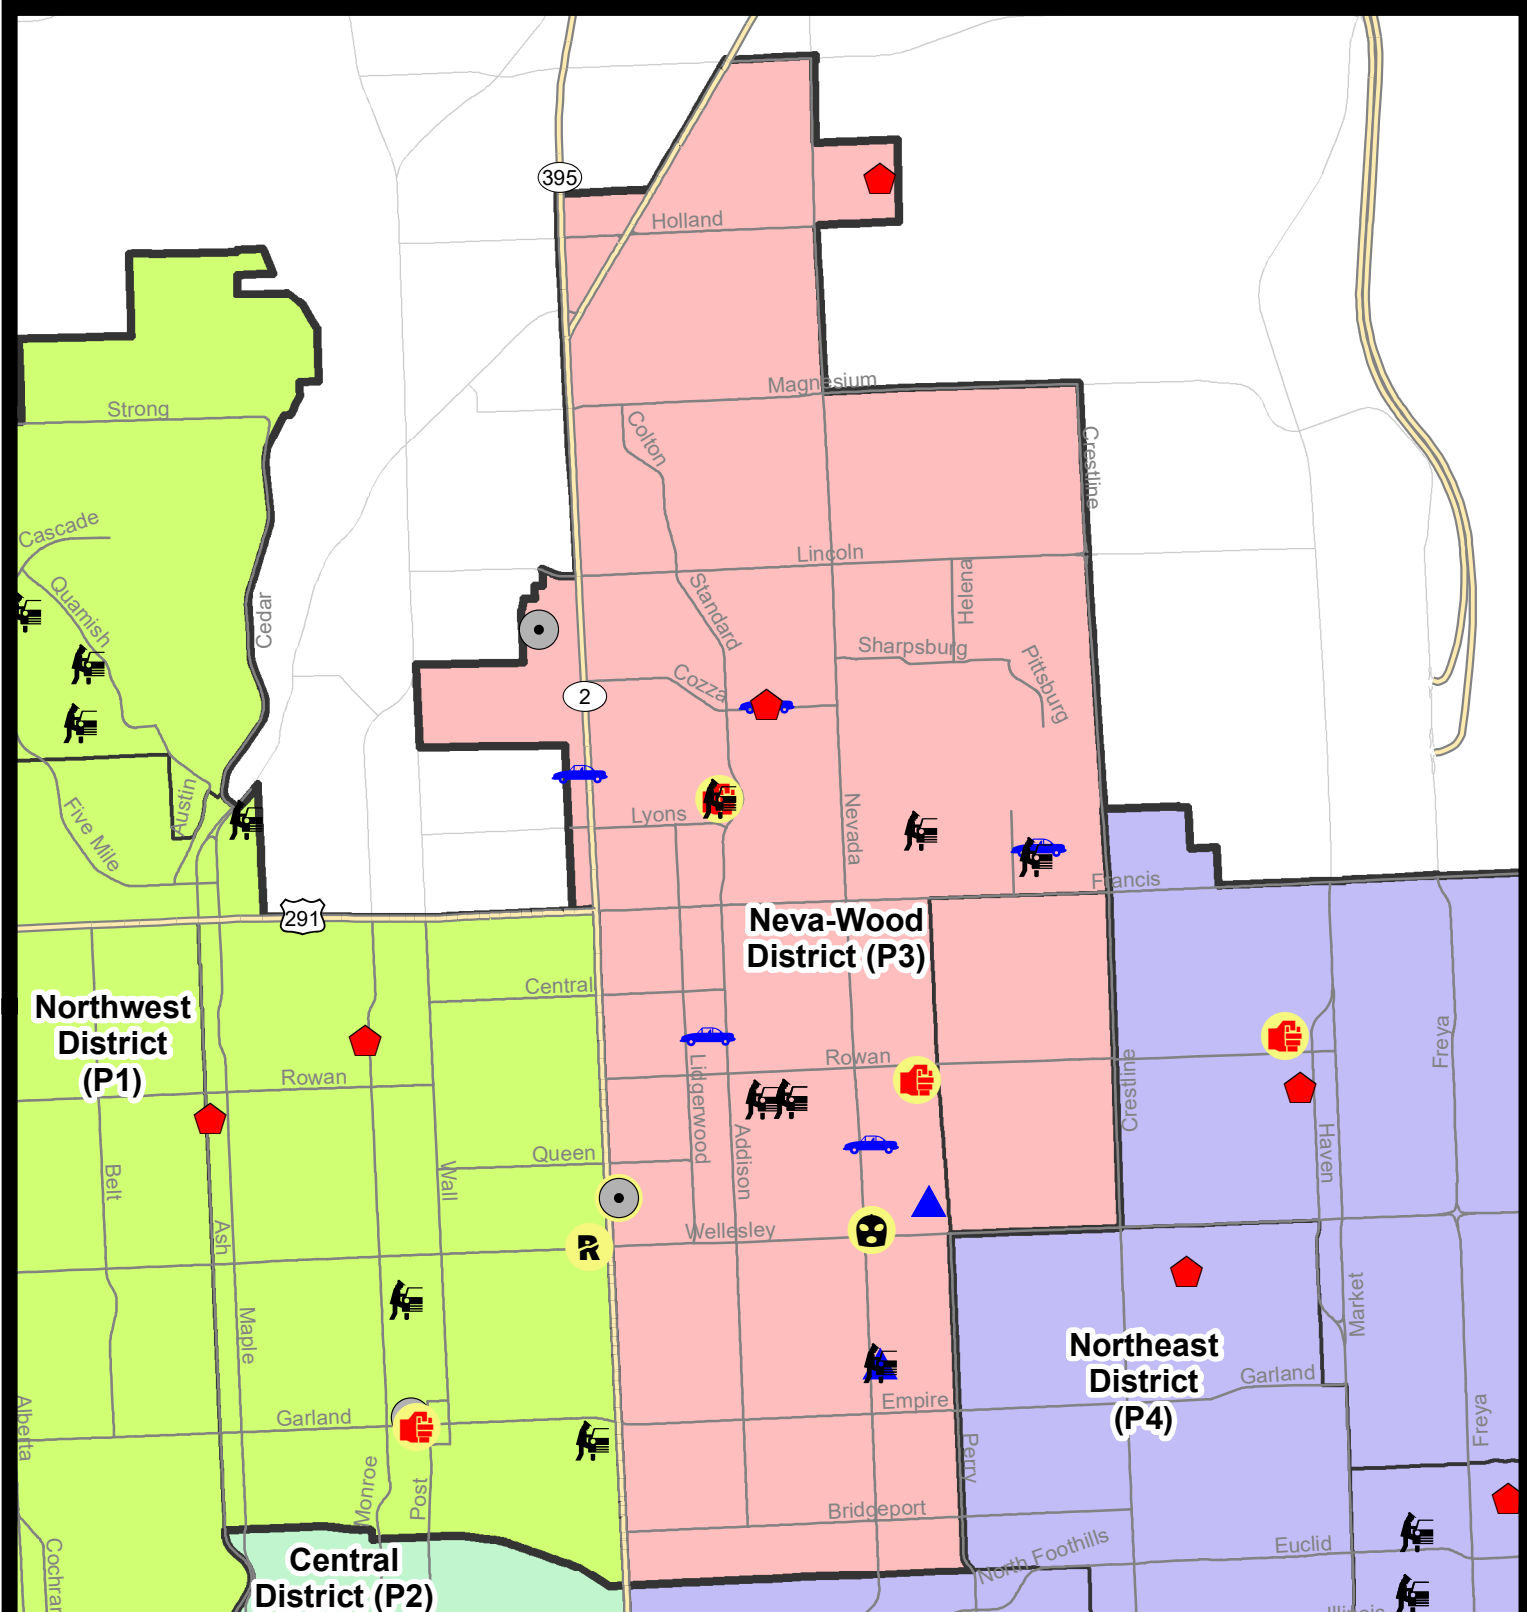 395
Holland
Magnesium
Strong
Colton
Crestline
Cascade
Lincoln
Quamish
Standard
Helena
Cedar
Sharpsburg
Pittsburg
Cozza
2
Five Mile
Austin
Lyons
Nevada
Francis
291
Neva-Wood
District (P3)
Central
Northwest
District
(P1)
Freya
Rowan
Rowan
Lidgerwood
Crestline
Queen
Addison
Haven
Belt
Wall
Ash
Wellesley
Maple
Market
Northeast
District
(P4)
Garland
Empire
Alberta
Garland
Freya
Monroe
Post
Perry
Bridgeport
Cochran
Central
District (P2)
North Foothills
Euclid